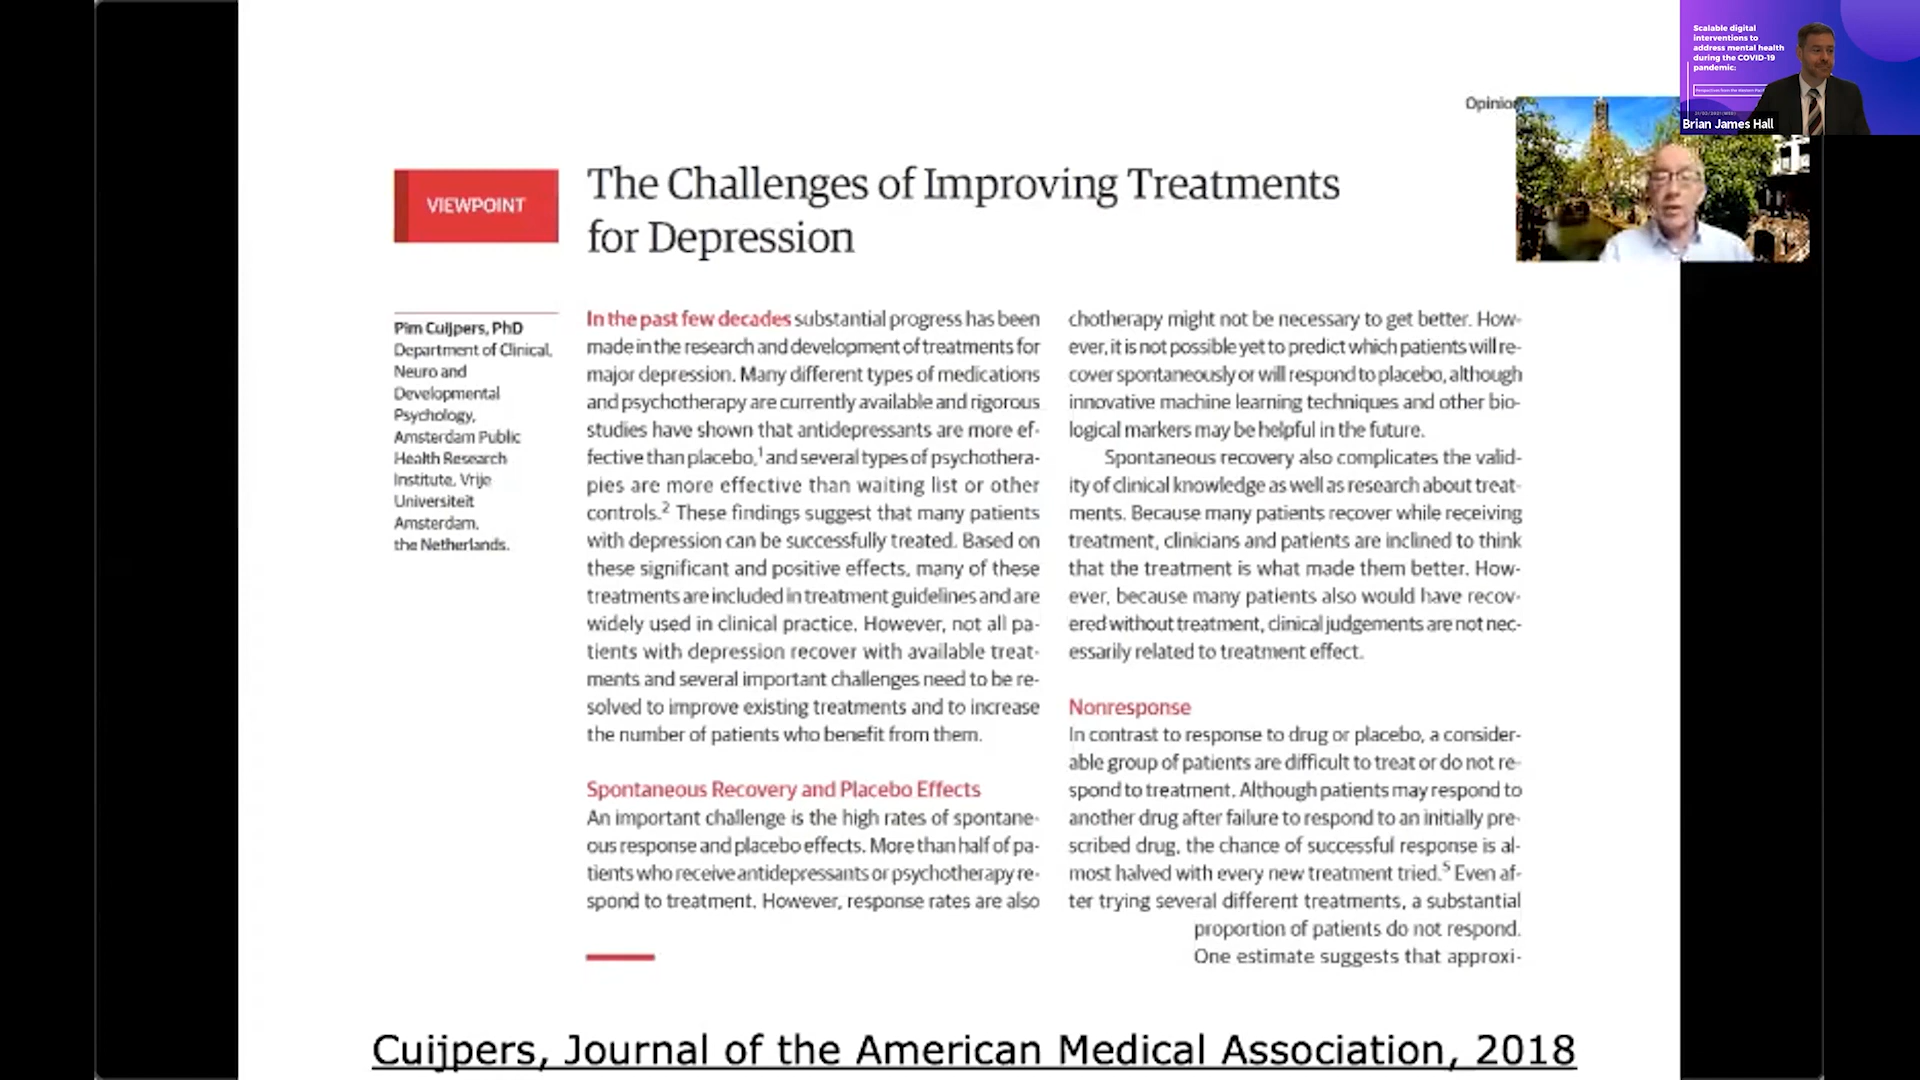 Scalable digital
interventions to
address mental health
during the COVID-19
pandemic:
Brian James Hall
Opinio
VIEWPOINT
The Challenges of Improving Treatments
for Depression
Pim Cuijpers, PhD
Department of Clinical,
Neuro and
Developmental
Psychology,
Amsterdam Public
Health Research
Institute, Vrije
Universiteit
Amsterdam,
the Netherlands.
In the past few decades substantial progress has been
made in the research and development of treatments for
major depression. Many different types of medications
and psychotherapy are currently available and rigorous
studies have shown that antidepressants are more ef-
fective than placebo,1 and several types of psychothera-
pies are more effective than waiting list or other
controls.2 These findings suggest that many patients
with depression can be successfully treated. Based on
these significant and positive effects, many of these
treatments are included in treatment guidelines and are
widely used in clinical practice. However, not all pa-
tients with depression recover with available treat-
ments and several important challenges need to be re-
solved to improve existing treatments and to increase
the number of patients who benefit from them.
Spontaneous Recovery and Placebo Effects
An important challenge is the high rates of spontane-
ous response and placebo effects. More than half of pa-
tients who receive antidepressants or psychotherapy re-
spond to treatment. However, response rates are also
chotherapy might not be necessary to get better. How-
ever, it is not possible yet to predict which patients will re-
cover spontaneously or will respond to placebo, although
innovative machine learning techniques and other bio-
logical markers may be helpful in the future.
Spontaneous recovery also complicates the valid-
ity of clinical knowledge as well as research about treat-
ments. Because many patients recover while receiving
treatment, clinicians and patients are inclined to think
that the treatment is what made them better. How-
ever, because many patients also would have recov-
ered without treatment, clinical judgements are not nec-
essarily related to treatment effect.
Nonresponse
In contrast to response to drug or placebo, a consider-
able group of patients are difficult to treat or do not re-
spond to treatment. Although patients may respond to
another drug after failure to respond to an initially pre-
scribed drug, the chance of successful response is al-
most halved with every new treatment tried.5 Even af-
ter trying several different treatments, a substantial
proportion of patients do not respond.
One estimate suggests that approxi-
Cuijpers, Journal of the American Medical Association, 2018